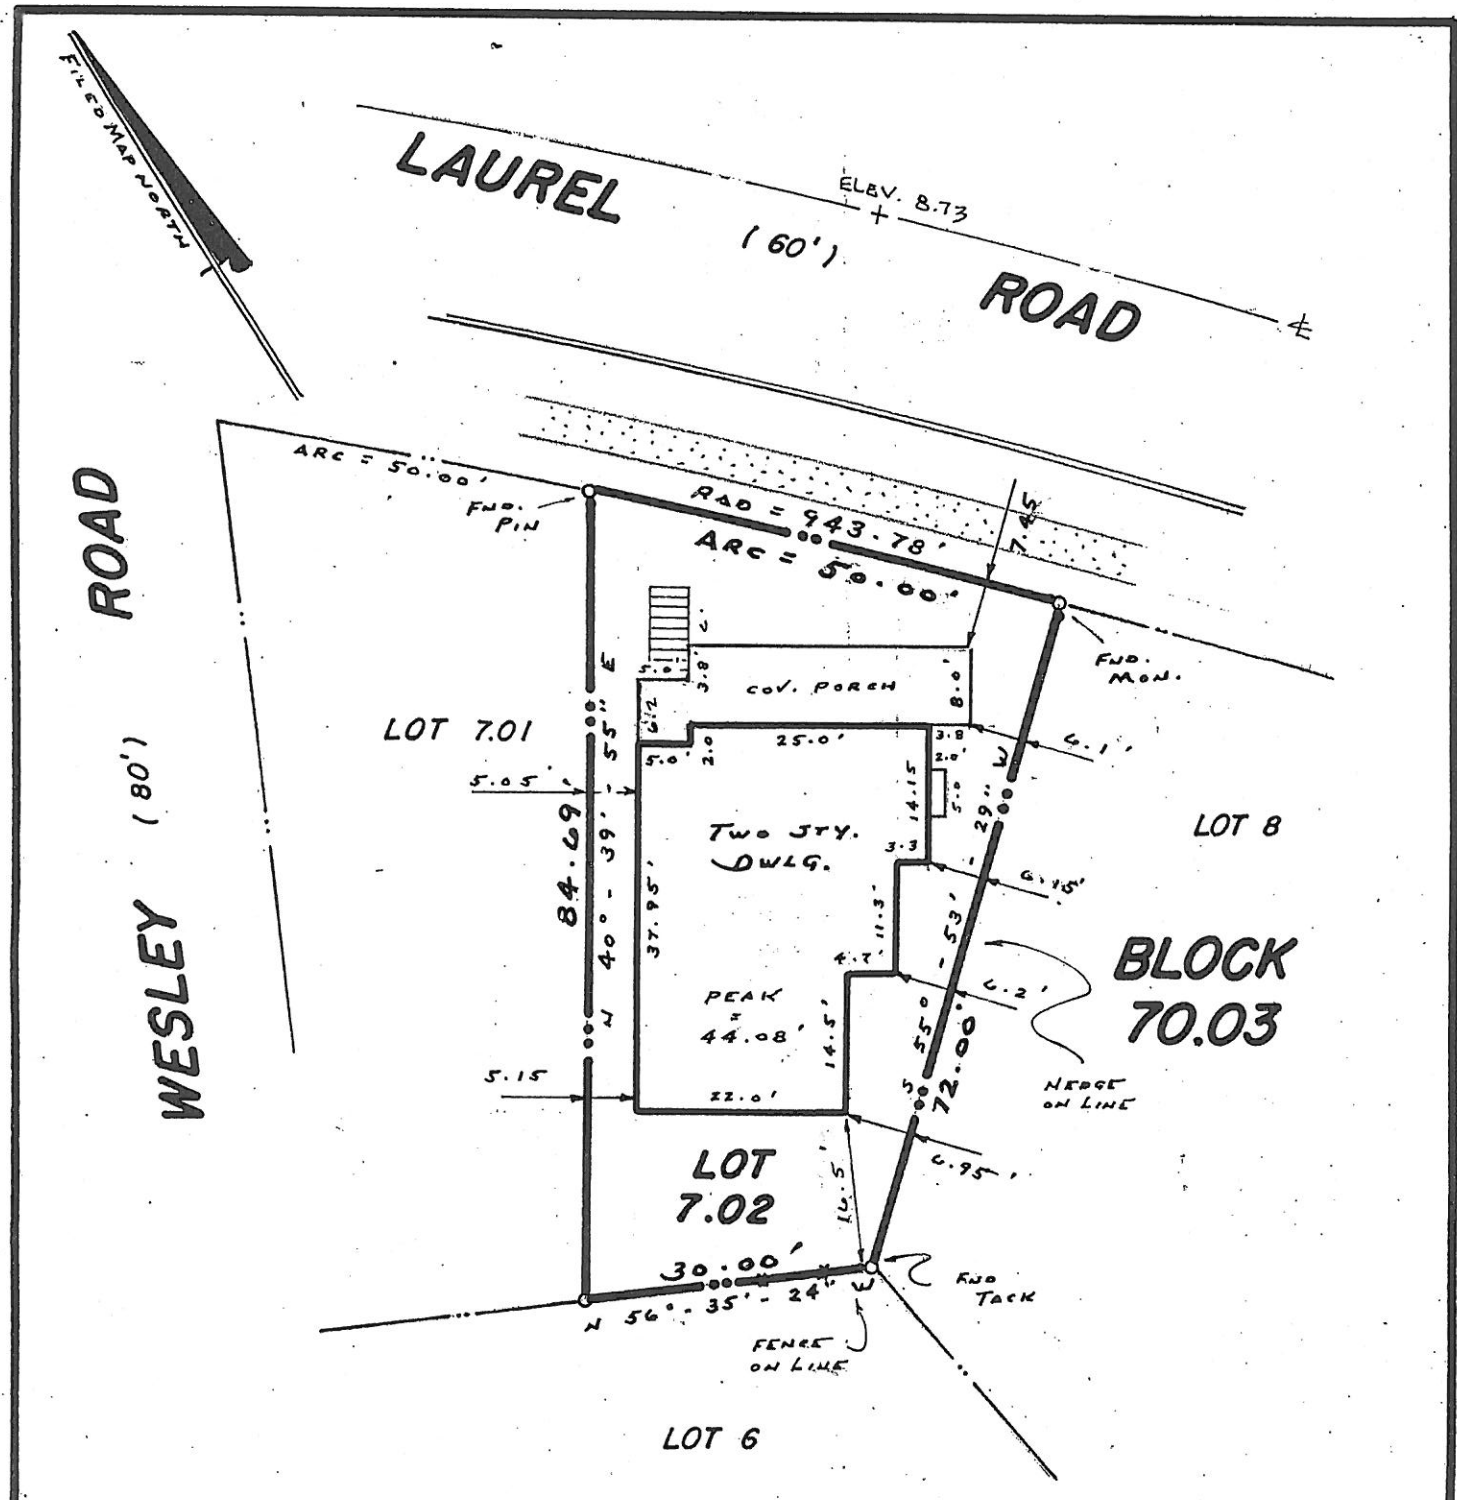 FILED MAP NORTH
LAUREL
(60')
ROAD
ELEV. 8.73
ARC = 50.00'
FND.
PIN
RAD = 943.78'
ARC = 50.00'
7.45
FND.
MON.
ROAD
WESLEY (80')
LOT 7.01
5.05'
84.69'
N 40° - 39' - 55" E
5.0'
3.8'
COV. PORCH
8.0'
5.0'
2.0
25.0'
3.8
2.0'
5.0
14.15
6.1'
TWO STY.
DWLG.
3.3
6.15'
37.95'
11.3'
4.7'
6.2'
LOT 8
BLOCK
70.03
PEAK
=
44.08'
14.5'
S 55° - 53' - 29" W
72.00'
HEDGE
ON LINE
5.15
22.0'
6.95'
LOT
7.02
16.5'
30.00'
N 56° - 35' - 24" E
FND
TACK
FENCE
ON LINE
LOT 6